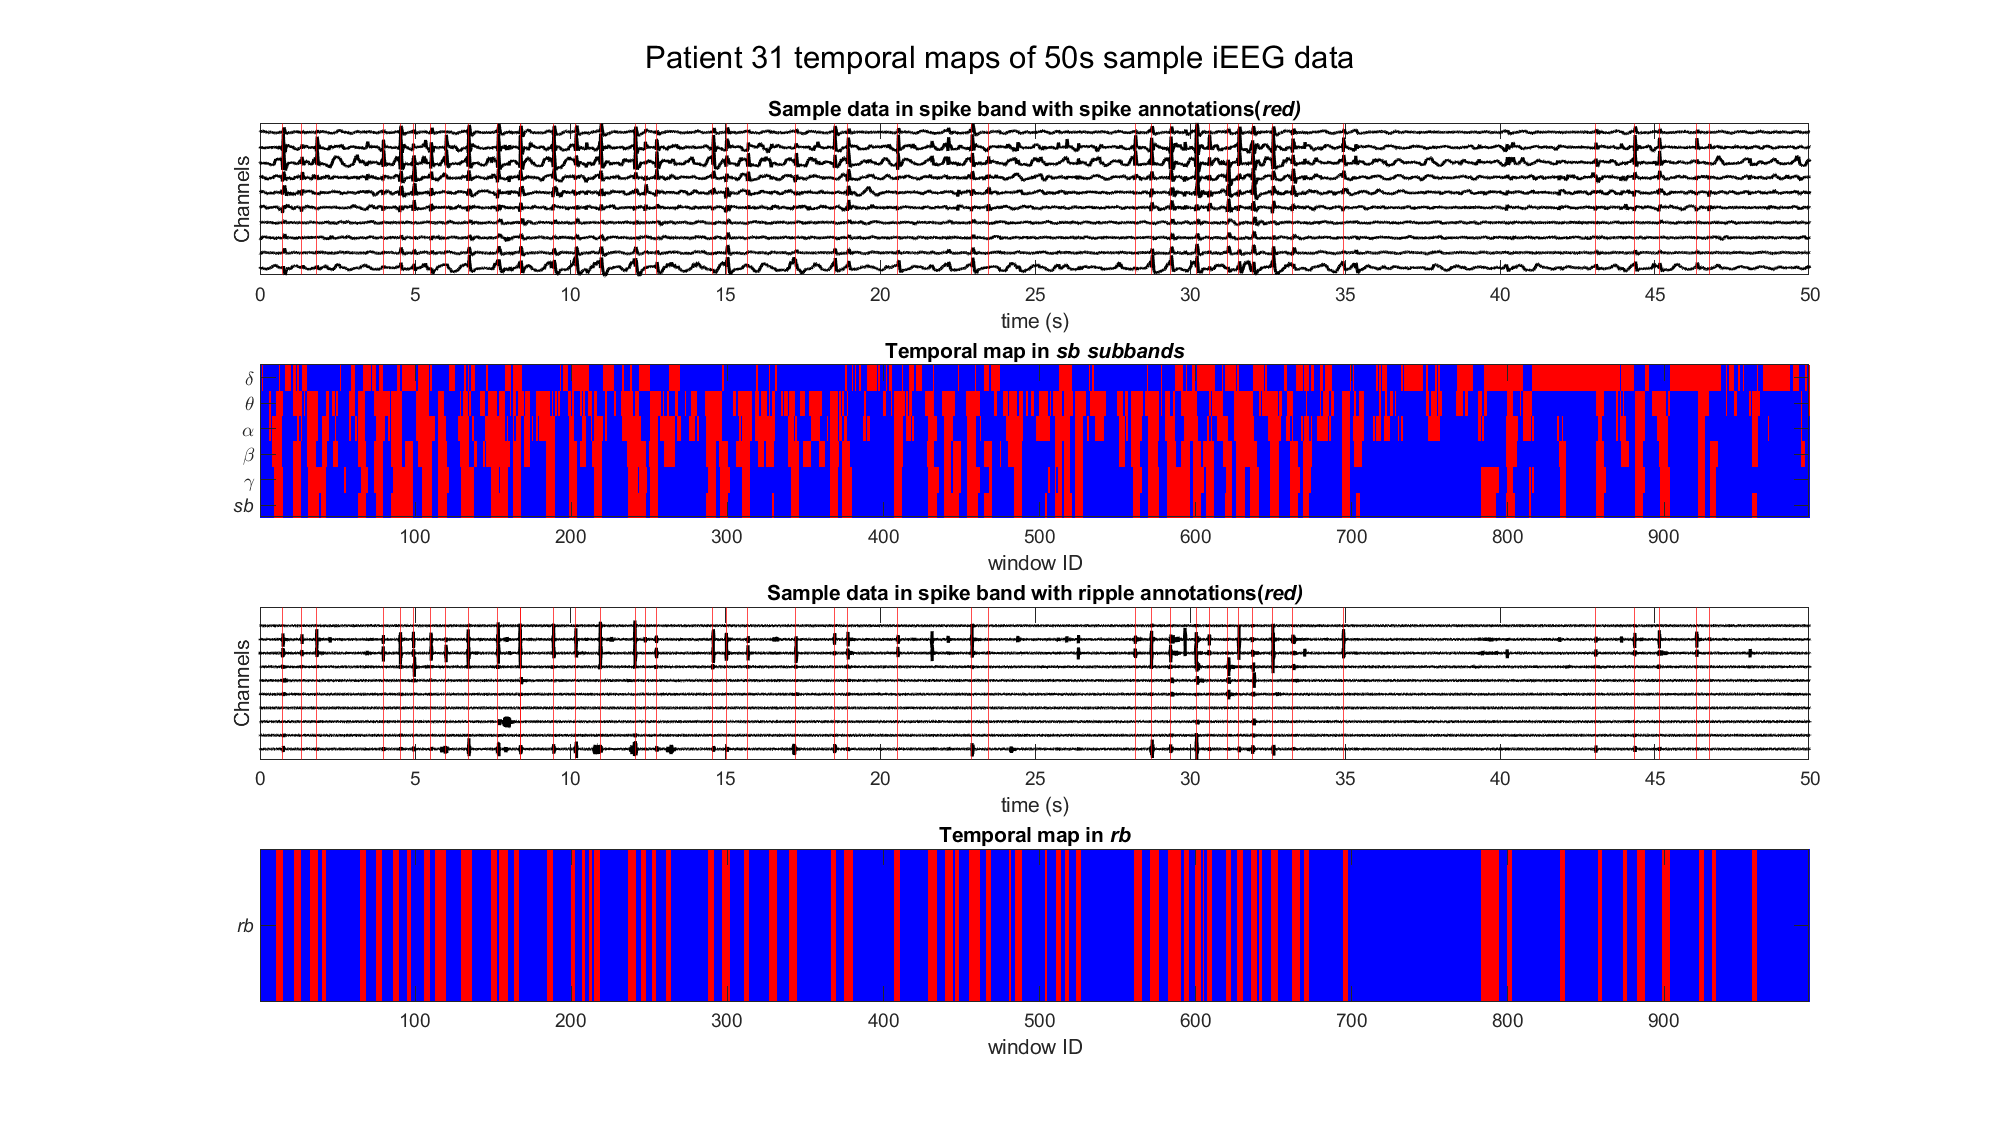 Patient 31 temporal maps of 50s sample iEEG data
Sample data in spike band with spike annotations(red)
Channels
0 5 10 15 20 25 30 35 40 45 50
time (s)
Temporal map in sb subbands
δ
θ
α
β
γ
sb
100 200 300 400 500 600 700 800 900
window ID
Sample data in spike band with ripple annotations(red)
Channels
0 5 10 15 20 25 30 35 40 45 50
time (s)
Temporal map in rb
rb
100 200 300 400 500 600 700 800 900
window ID